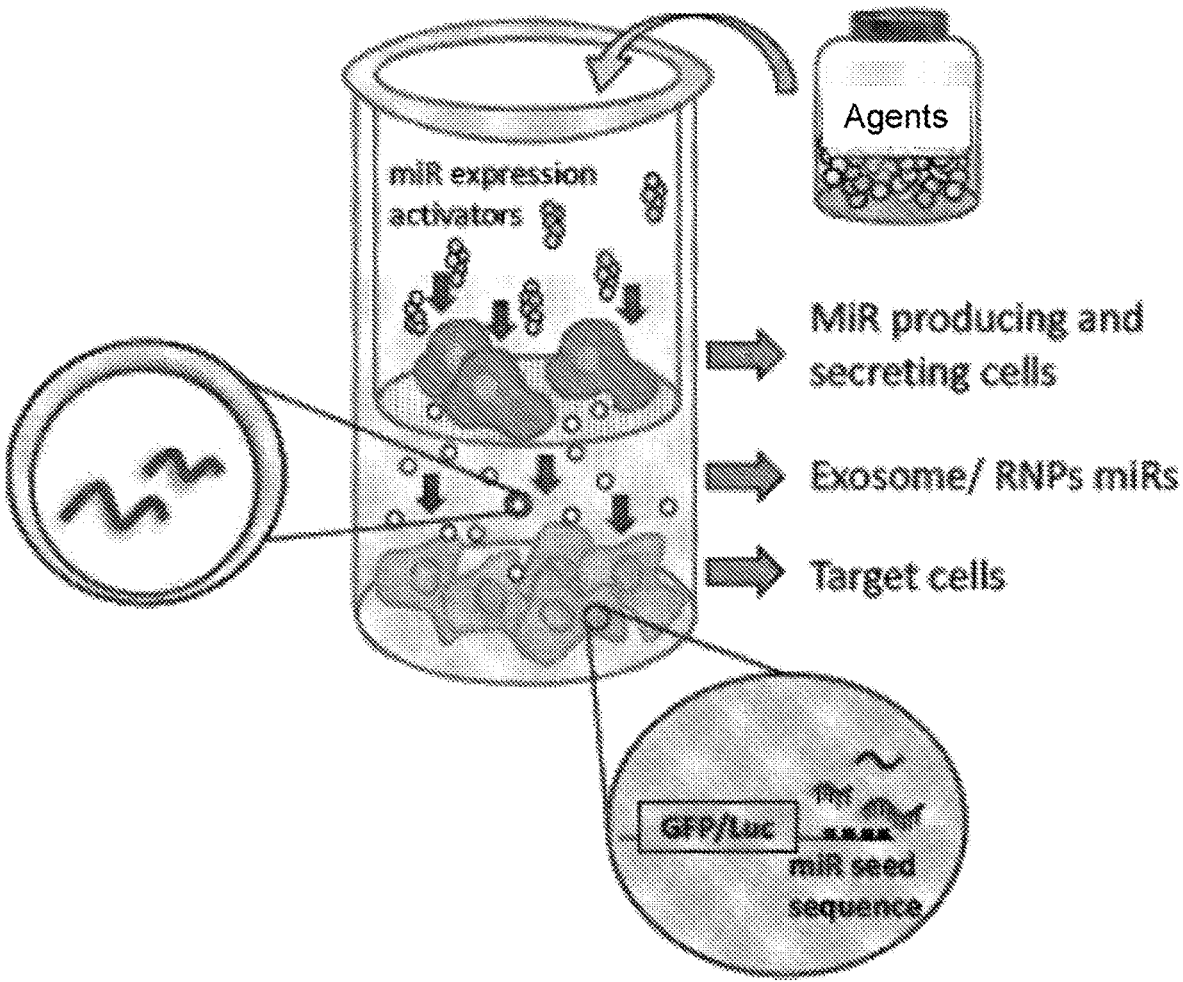 Agents
miR expression
activators
MiR producing and
secreting cells
Exosome/ RNPs miRs
Target cells
GFP/Luc
miR seed
sequence